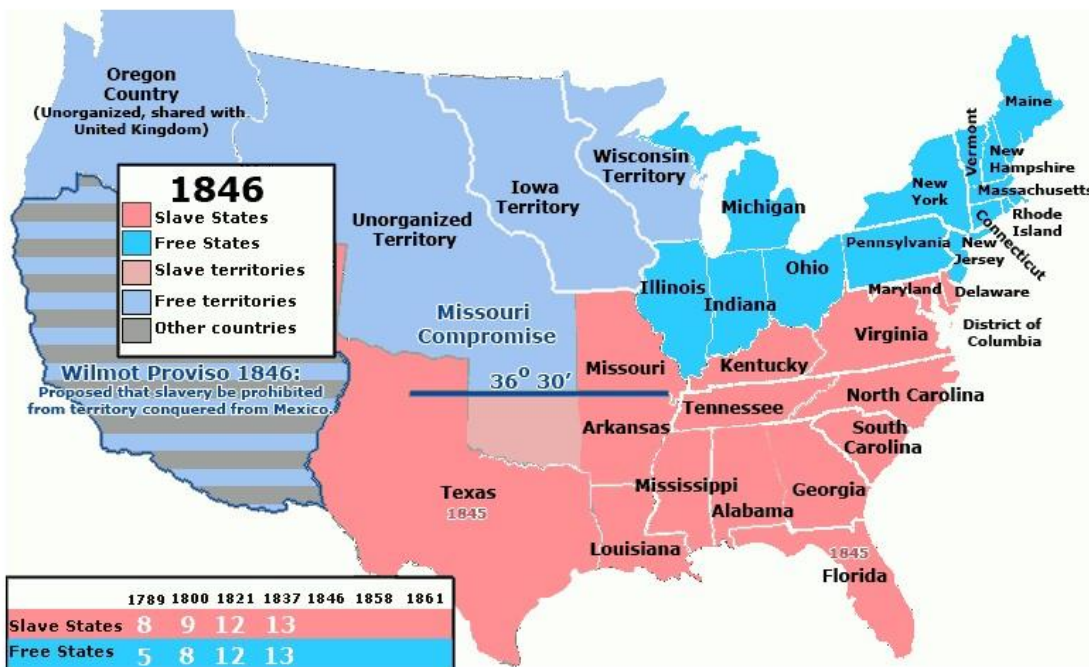 Oregon
Country
(Unorganized, shared with
United Kingdom)
1846
Slave States
Free States
Slave territories
Free territories
Other countries
Wilmot Proviso 1846:
Proposed that slavery be prohibited
from territory conquered from Mexico.
Unorganized
Territory
Iowa
Territory
Wisconsin
Territory
Michigan
Maine
Vermont
New
Hampshire
Massachusetts
New
York
Rhode
Island
Connecticut
Pennsylvania
New
Jersey
Ohio
Illinois
Indiana
Maryland
Delaware
District of
Columbia
Virginia
Missouri
Compromise
36° 30'
Missouri
Kentucky
North Carolina
Tennessee
Arkansas
South
Carolina
Mississippi
Georgia
Alabama
Texas
1845
Louisiana
1845
Florida
1789 1800 1821 1837 1846 1858 1861
Slave States 8 9 12 13
Free States 5 8 12 13